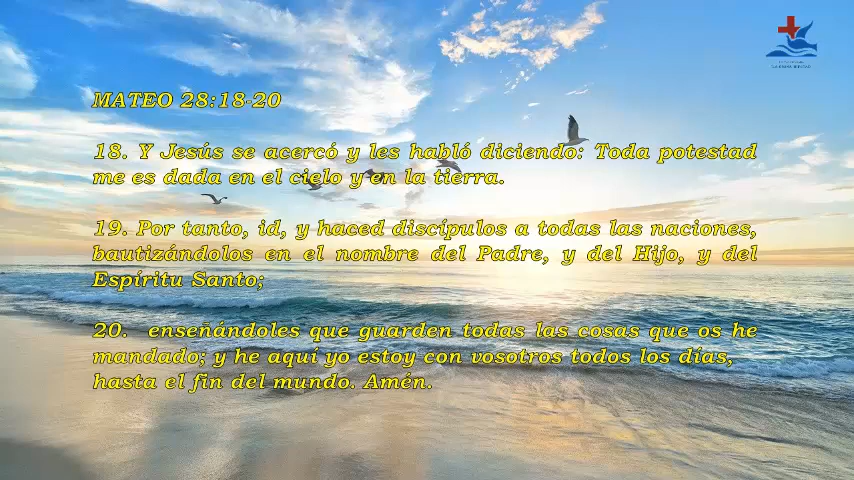 MATEO 28:18-20
18. Y Jesús se acercó y les habló diciendo: Toda potestad
me es dada en el cielo y en la tierra.
19. Por tanto, id, y haced discípulos a todas las naciones,
bautizándolos en el nombre del Padre, y del Hijo, y del
Espíritu Santo;
20. enseñándoles que guarden todas las cosas que os he
mandado; y he aquí yo estoy con vosotros todos los días,
hasta el fin del mundo. Amén.